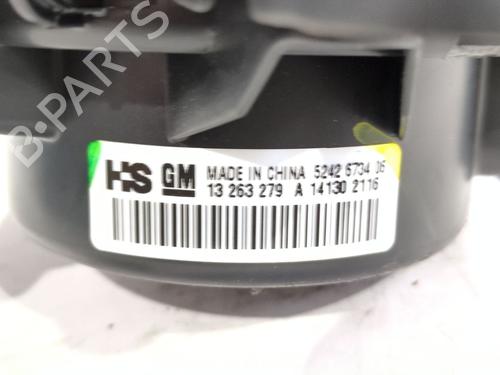 HS GM MADE IN CHINA 5242 6734 06
13 263 279 A 14130 2116
B-PARTS